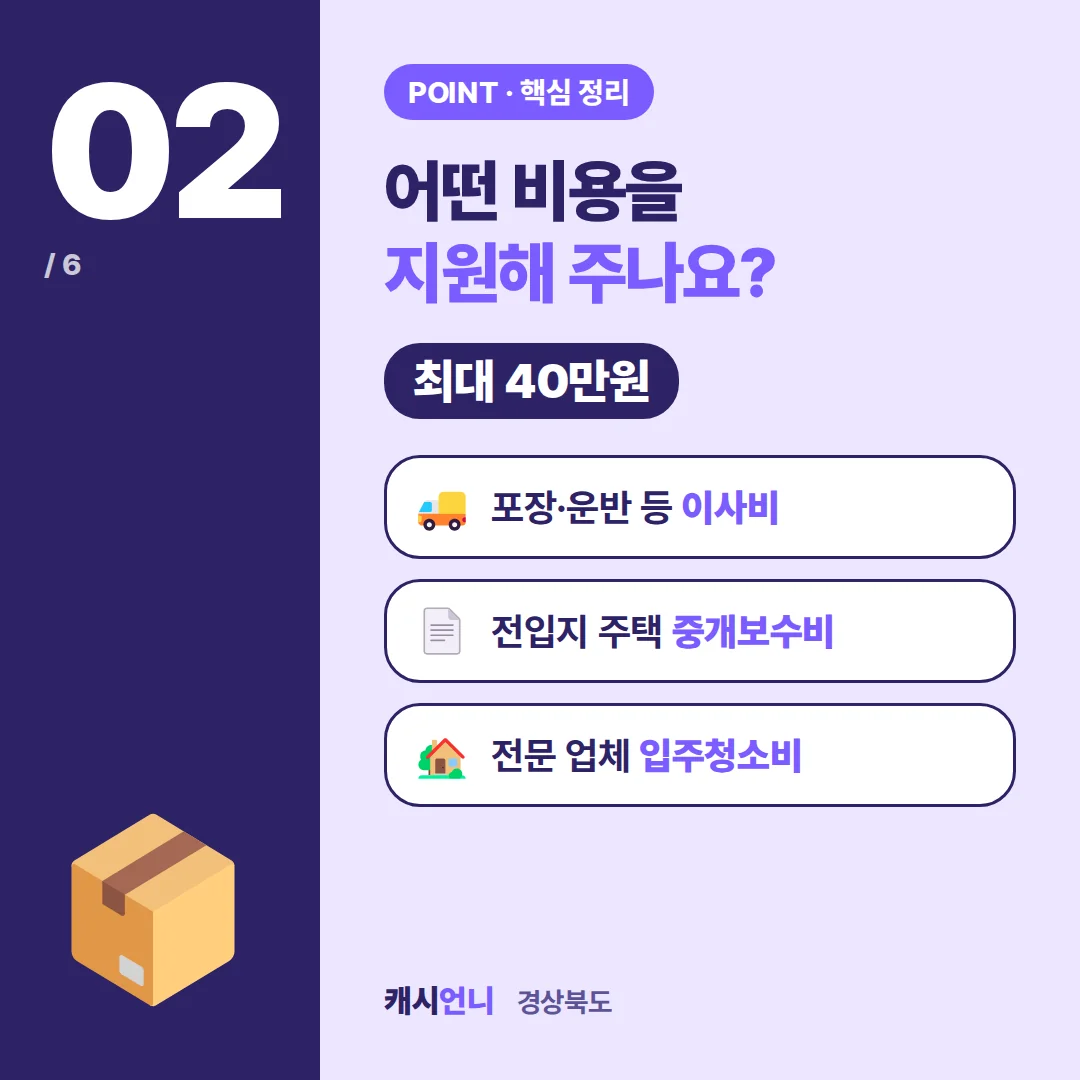 02
/ 6
POINT · 핵심 정리
어떤 비용을
지원해 주나요?
최대 40만원
포장·운반 등 이사비
전입지 주택 중개보수비
전문 업체 입주청소비
캐시언니 경상북도